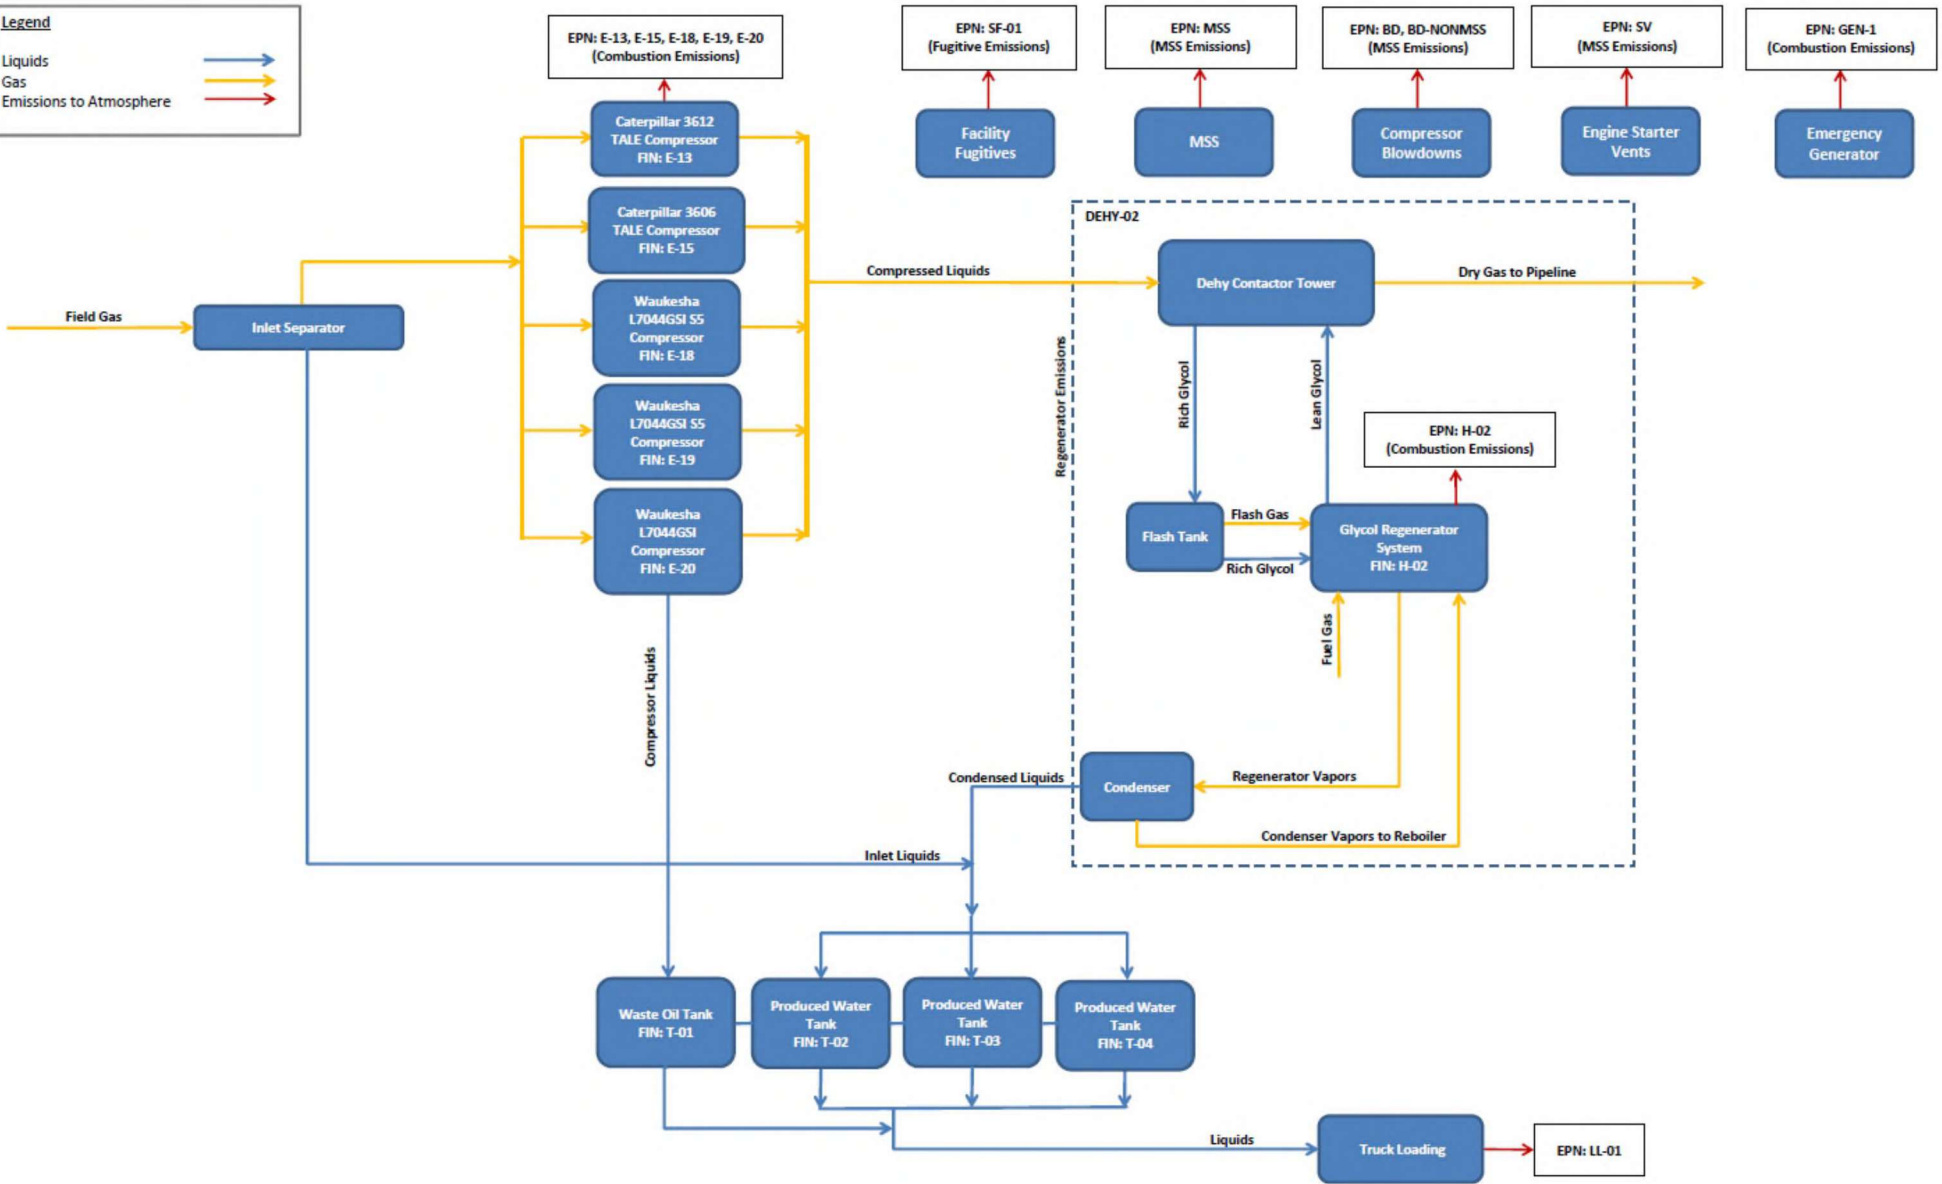 Legend
Liquids
Gas
Emissions to Atmosphere
EPN: E-13, E-15, E-18, E-19, E-20
(Combustion Emissions)
EPN: SF-01
(Fugitive Emissions)
EPN: MSS
(MSS Emissions)
EPN: BD, BD-NONMSS
(MSS Emissions)
EPN: SV
(MSS Emissions)
EPN: GEN-1
(Combustion Emissions)
Facility
Fugitives
MSS
Compressor
Blowdowns
Engine Starter
Vents
Emergency
Generator
Caterpillar 3612
TALE Compressor
FIN: E-13
Caterpillar 3606
TALE Compressor
FIN: E-15
Waukesha
L7044GSI S5
Compressor
FIN: E-18
Waukesha
L7044GSI S5
Compressor
FIN: E-19
Waukesha
L7044GSI
Compressor
FIN: E-20
Field Gas
Inlet Separator
Compressed Liquids
DEHY-02
Dehy Contactor Tower
Dry Gas to Pipeline
Regenerator Emissions
Rich Glycol
Lean Glycol
EPN: H-02
(Combustion Emissions)
Flash Tank
Flash Gas
Rich Glycol
Glycol Regenerator
System
FIN: H-02
Fuel Gas
Compressor Liquids
Condensed Liquids
Condenser
Regenerator Vapors
Condenser Vapors to Reboiler
Inlet Liquids
Waste Oil Tank
FIN: T-01
Produced Water
Tank
FIN: T-02
Produced Water
Tank
FIN: T-03
Produced Water
Tank
FIN: T-04
Liquids
Truck Loading
EPN: LL-01